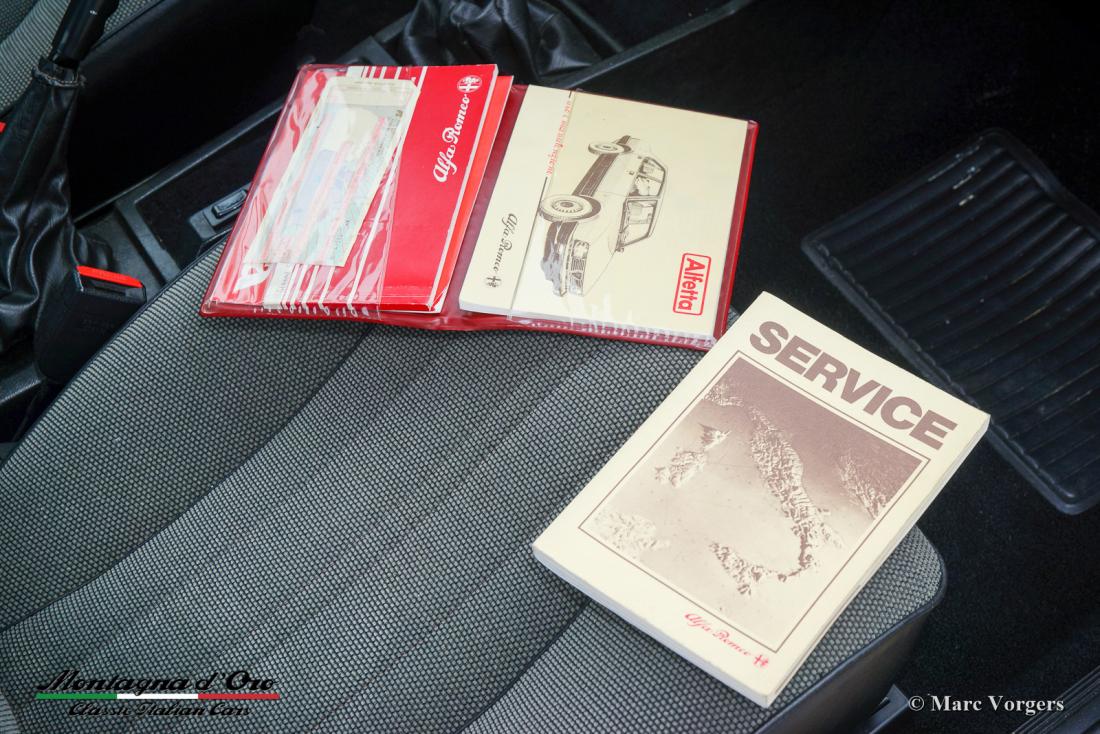 Alfa Romeo
Alfa Romeo
Alfetta
SERVICE
Alfa Romeo
Montagna d'Oro
Classic Italian Cars
© Marc Vorgers